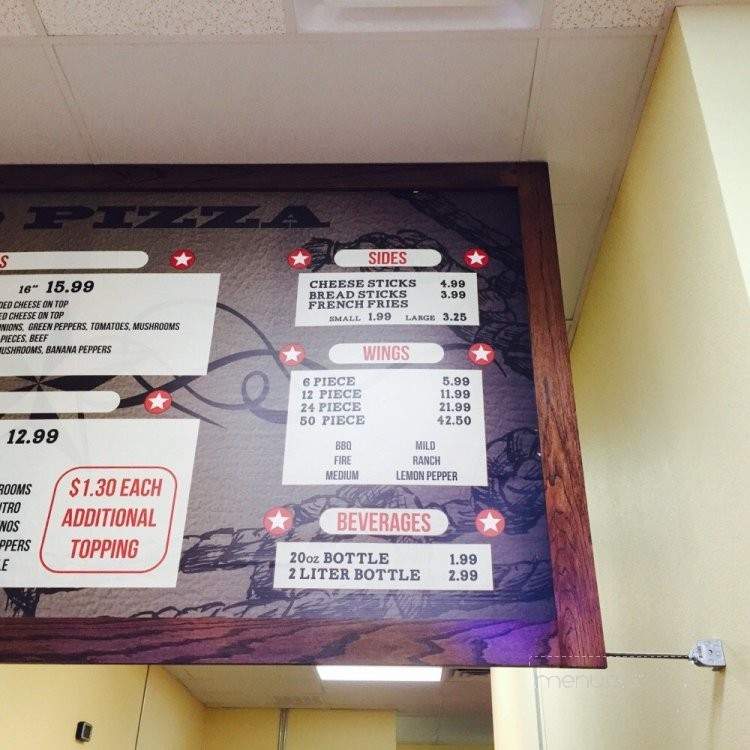 PIZZA
S
16" 15.99
DED CHEESE ON TOP
ED CHEESE ON TOP
NIONS, GREEN PEPPERS, TOMATOES, MUSHROOMS
PIECES, BEEF
USHROOMS, BANANA PEPPERS
12.99
ROOMS
TRO
NOS
PPERS
LE
$1.30 EACH
ADDITIONAL
TOPPING
SIDES
CHEESE STICKS 4.99
BREAD STICKS 3.99
FRENCH FRIES
SMALL 1.99 LARGE 3.25
WINGS
6 PIECE 5.99
12 PIECE 11.99
24 PIECE 21.99
50 PIECE 42.50
BBQ MILD
FIRE RANCH
MEDIUM LEMON PEPPER
BEVERAGES
20oz BOTTLE 1.99
2 LITER BOTTLE 2.99